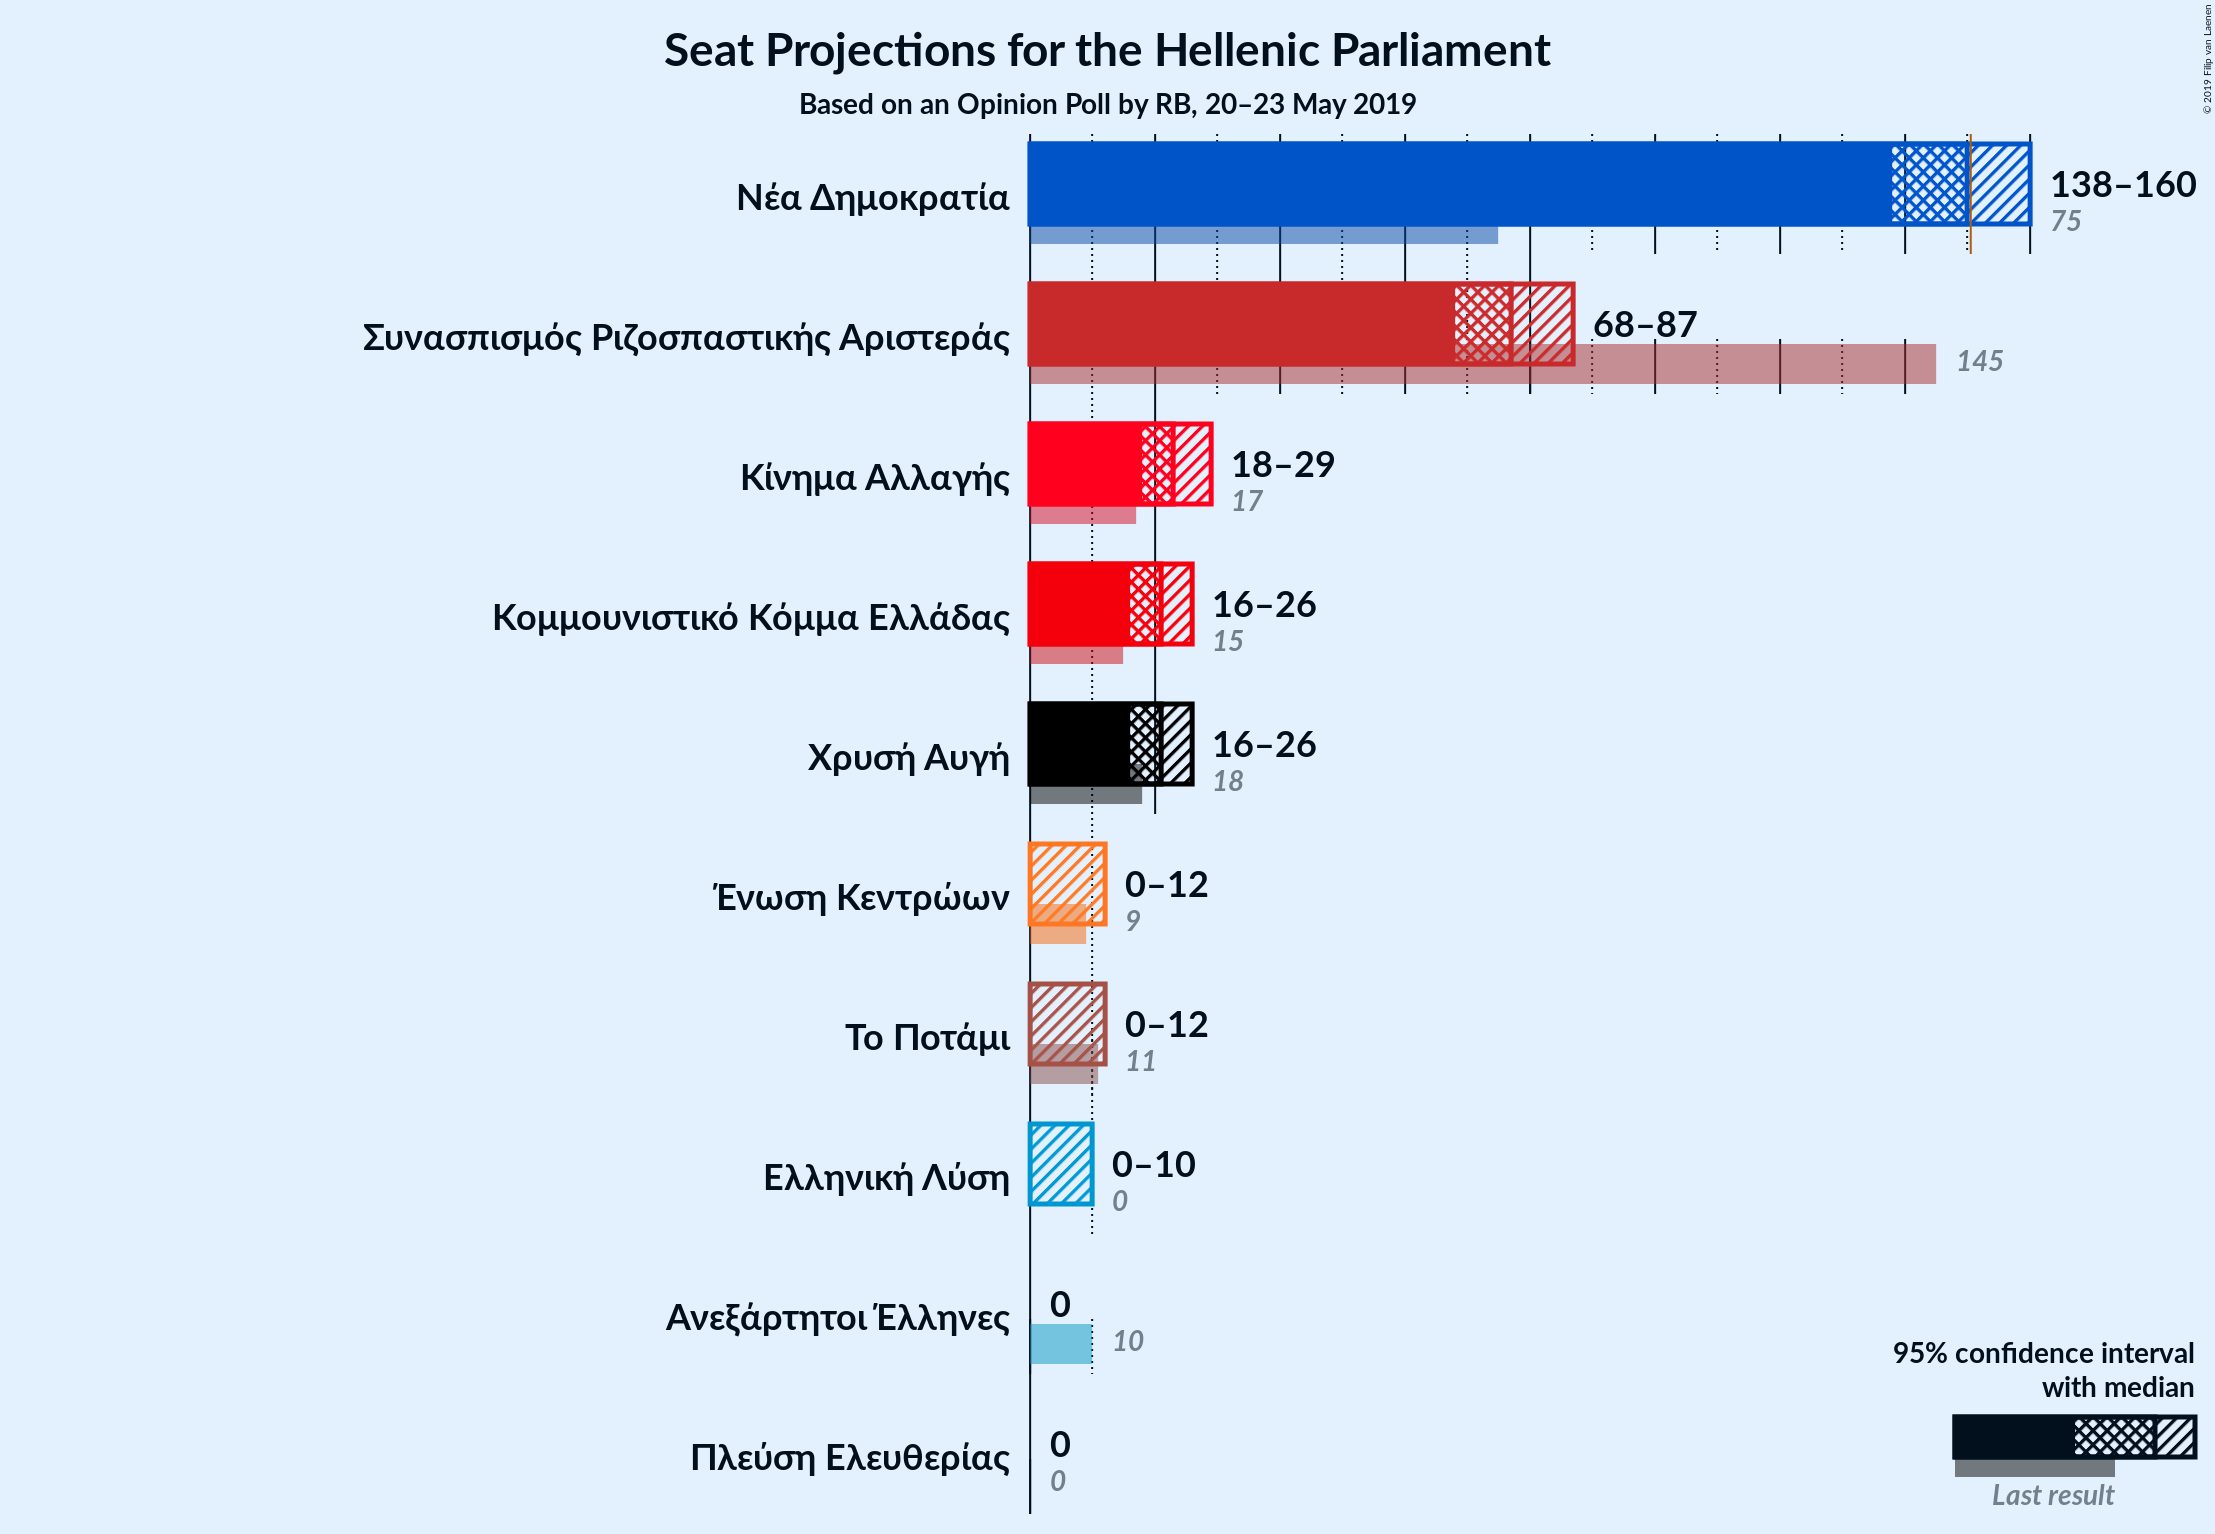 Seat Projections for the Hellenic Parliament
Based on an Opinion Poll by RB, 20–23 May 2019
© 2019 Filip van Laenen
Νέα Δημοκρατία
138–160
75
Συνασπισμός Ριζοσπαστικής Αριστεράς
68–87
145
Κίνημα Αλλαγής
18–29
17
Κομμουνιστικό Κόμμα Ελλάδας
16–26
15
Χρυσή Αυγή
16–26
18
Ένωση Κεντρώων
0–12
9
Το Ποτάμι
0–12
11
Ελληνική Λύση
0–10
0
Ανεξάρτητοι Έλληνες
0
10
Πλεύση Ελευθερίας
0
0
95% confidence interval
with median
Last result